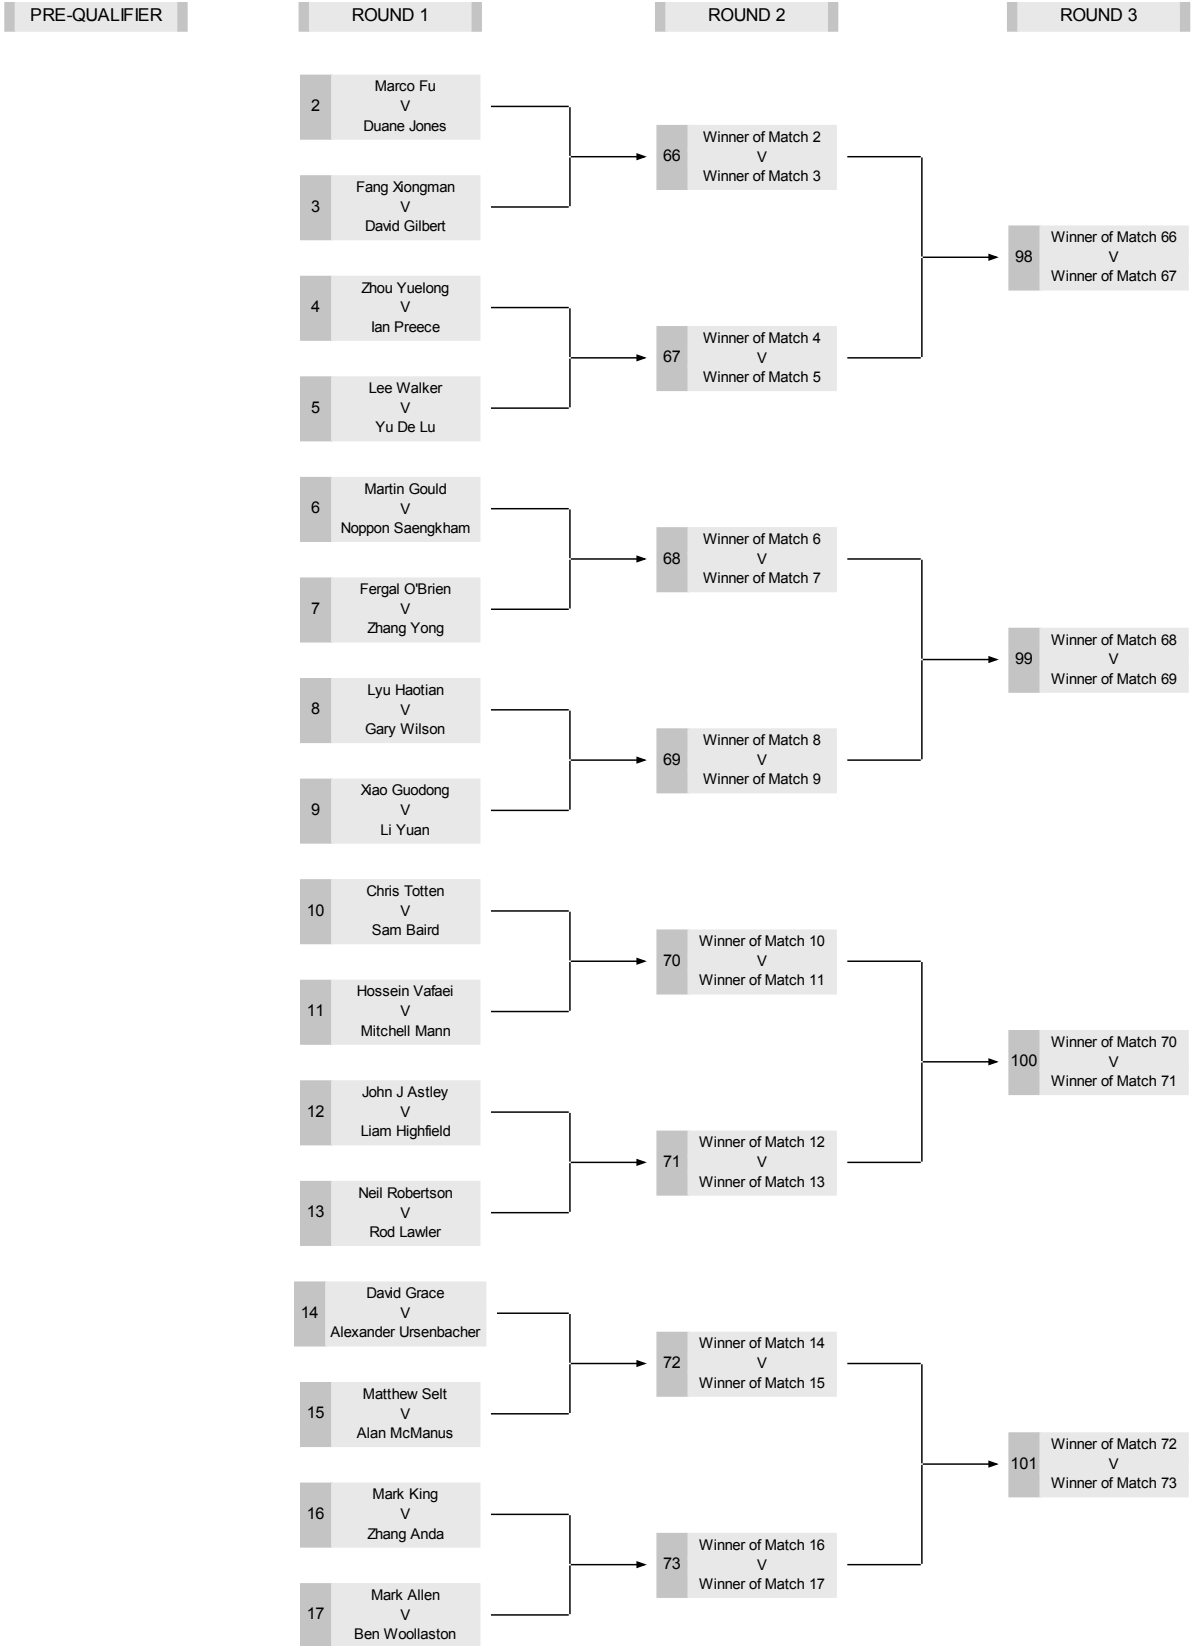 PRE-QUALIFIER
ROUND 1
ROUND 2
ROUND 3
2
Marco Fu
V
Duane Jones
3
Fang Xiongman
V
David Gilbert
4
Zhou Yuelong
V
Ian Preece
5
Lee Walker
V
Yu De Lu
6
Martin Gould
V
Noppon Saengkham
7
Fergal O'Brien
V
Zhang Yong
8
Lyu Haotian
V
Gary Wilson
9
Xiao Guodong
V
Li Yuan
10
Chris Totten
V
Sam Baird
11
Hossein Vafaei
V
Mitchell Mann
12
John J Astley
V
Liam Highfield
13
Neil Robertson
V
Rod Lawler
14
David Grace
V
Alexander Ursenbacher
15
Matthew Selt
V
Alan McManus
16
Mark King
V
Zhang Anda
17
Mark Allen
V
Ben Woollaston
66
Winner of Match 2
V
Winner of Match 3
67
Winner of Match 4
V
Winner of Match 5
68
Winner of Match 6
V
Winner of Match 7
69
Winner of Match 8
V
Winner of Match 9
70
Winner of Match 10
V
Winner of Match 11
71
Winner of Match 12
V
Winner of Match 13
72
Winner of Match 14
V
Winner of Match 15
73
Winner of Match 16
V
Winner of Match 17
98
Winner of Match 66
V
Winner of Match 67
99
Winner of Match 68
V
Winner of Match 69
100
Winner of Match 70
V
Winner of Match 71
101
Winner of Match 72
V
Winner of Match 73